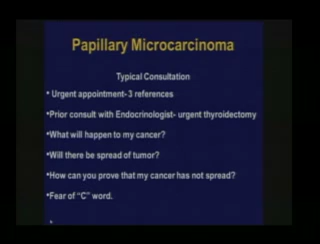 Papillary Microcarcinoma
Typical Consultation
• Urgent appointment- 3 references
•Prior consult with Endocrinologist- urgent thyroidectomy
•What will happen to my cancer?
•Will there be spread of tumor?
•How can you prove that my cancer has not spread?
•Fear of “C” word.
•